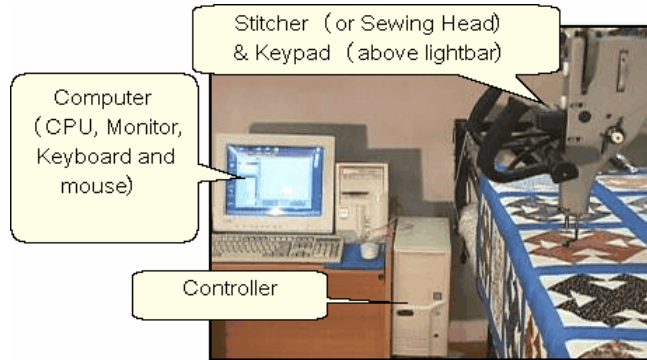 Stitcher (or Sewing Head)
& Keypad (above lightbar)
Computer
(CPU, Monitor,
Keyboard and
mouse)
Controller